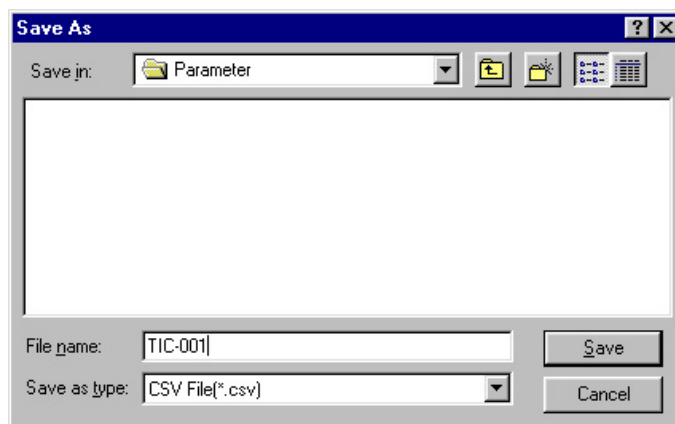 Save As
Save in: Parameter
File name: TIC-001
Save
Save as type: CSV File(*.csv)
Cancel